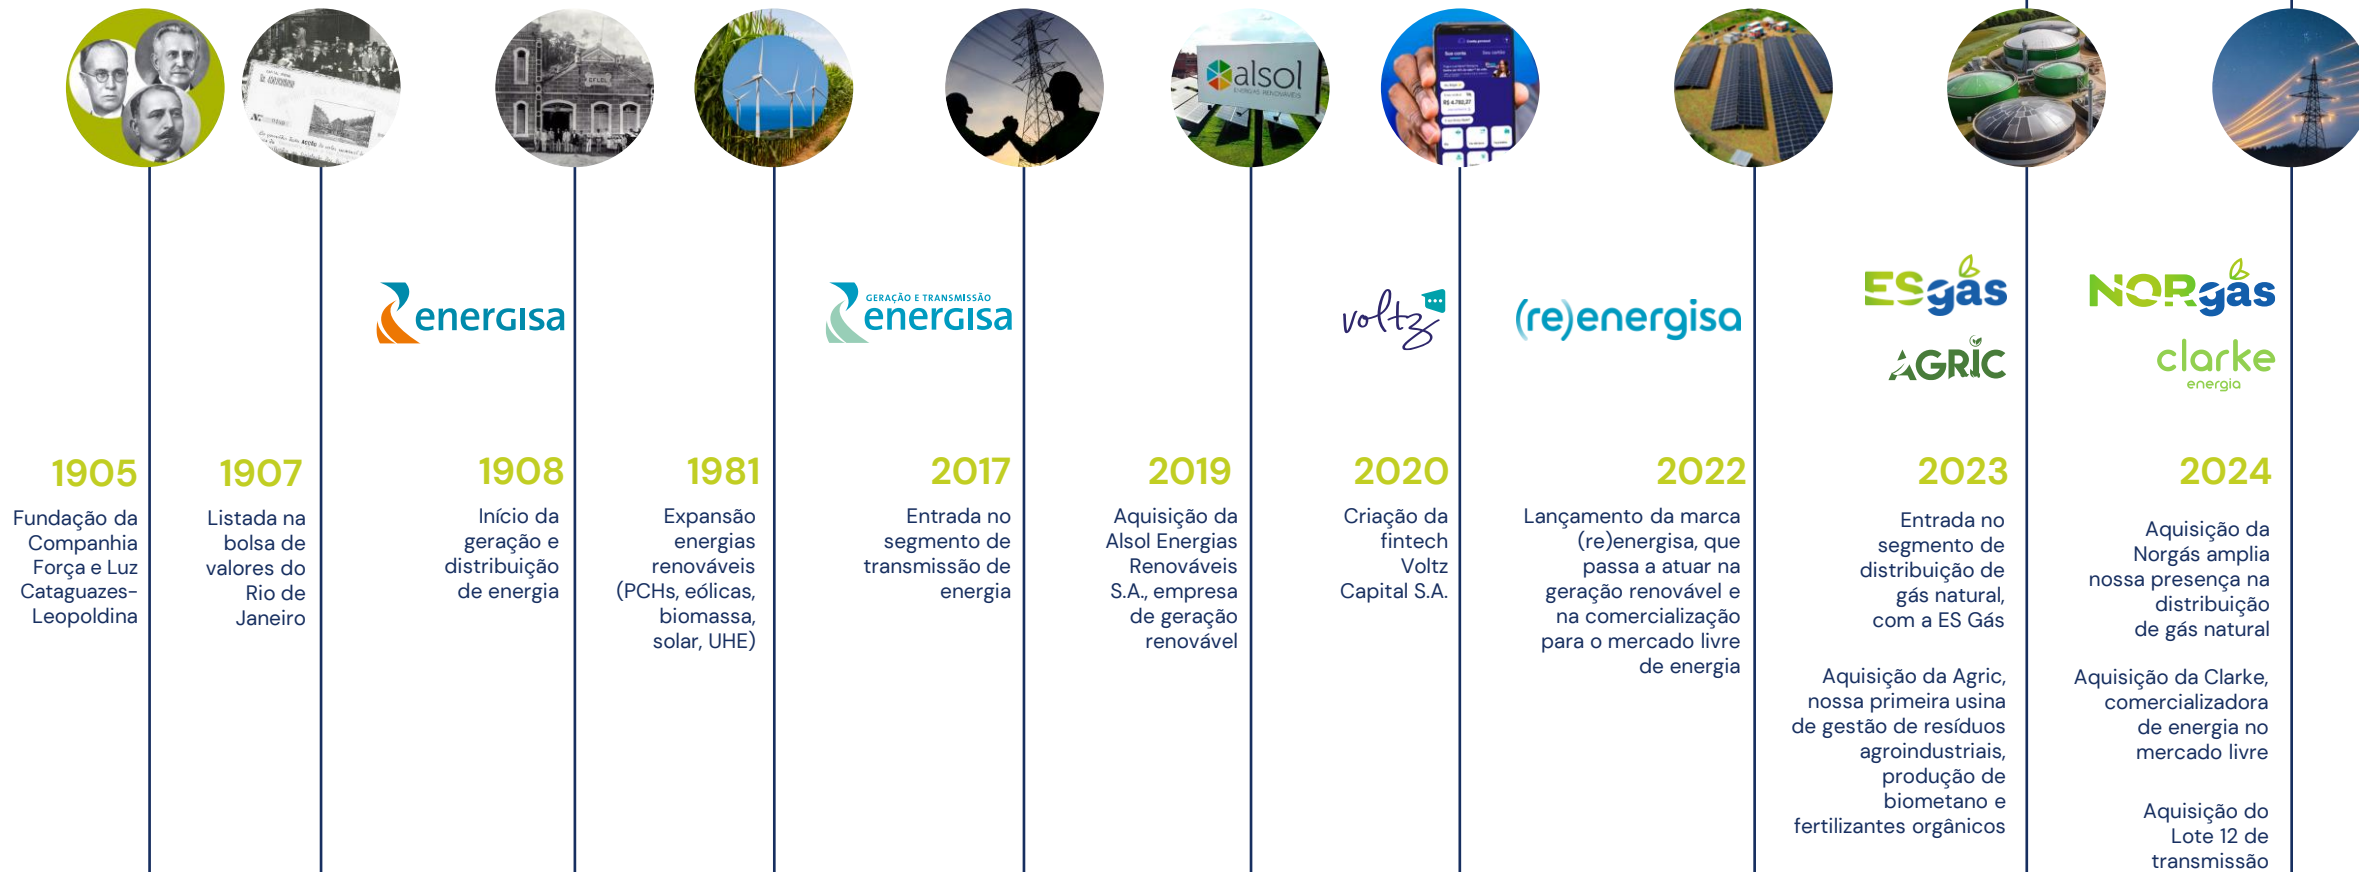 alsol
ENERGIAS RENOVÁVEIS
R$ 4.782,27
energisa
GERAÇÃO E TRANSMISSÃO
energisa
voltz
(re)energisa
ESgás
AGRIC
NORgás
clarke
energia
1905
Fundação da
Companhia
Força e Luz
Cataguazes-
Leopoldina
1907
Listada na
bolsa de
valores do
Rio de
Janeiro
1908
Início da
geração e
distribuição
de energia
1981
Expansão
energias
renováveis
(PCHs, eólicas,
biomassa,
solar, UHE)
2017
Entrada no
segmento de
transmissão de
energia
2019
Aquisição da
Alsol Energias
Renováveis
S.A., empresa
de geração
renovável
2020
Criação da
fintech
Voltz
Capital S.A.
2022
Lançamento da marca
(re)energisa, que
passa a atuar na
geração renovável e
na comercialização
para o mercado livre
de energia
2023
Entrada no
segmento de
distribuição de
gás natural,
com a ES Gás
Aquisição da Agric,
nossa primeira usina
de gestão de resíduos
agroindustriais,
produção de
biometano e
fertilizantes orgânicos
2024
Aquisição da
Norgás amplia
nossa presença na
distribuição
de gás natural
Aquisição da Clarke,
comercializadora
de energia no
mercado livre
Aquisição do
Lote 12 de
transmissão